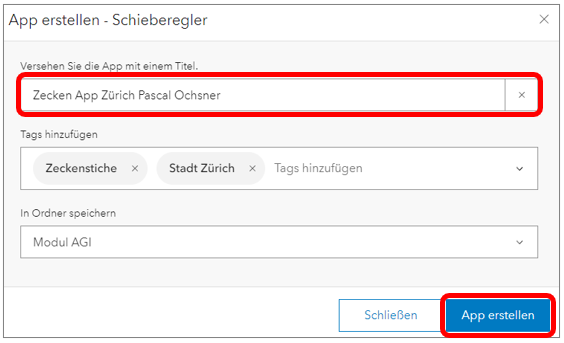 App erstellen - Schieberegler
Versehen Sie die App mit einem Titel.
Zecken App Zürich Pascal Ochsner
Tags hinzufügen
Zeckenstiche × Stadt Zürich × Tags hinzufügen
In Ordner speichern
Modul AGI
Schließen App erstellen